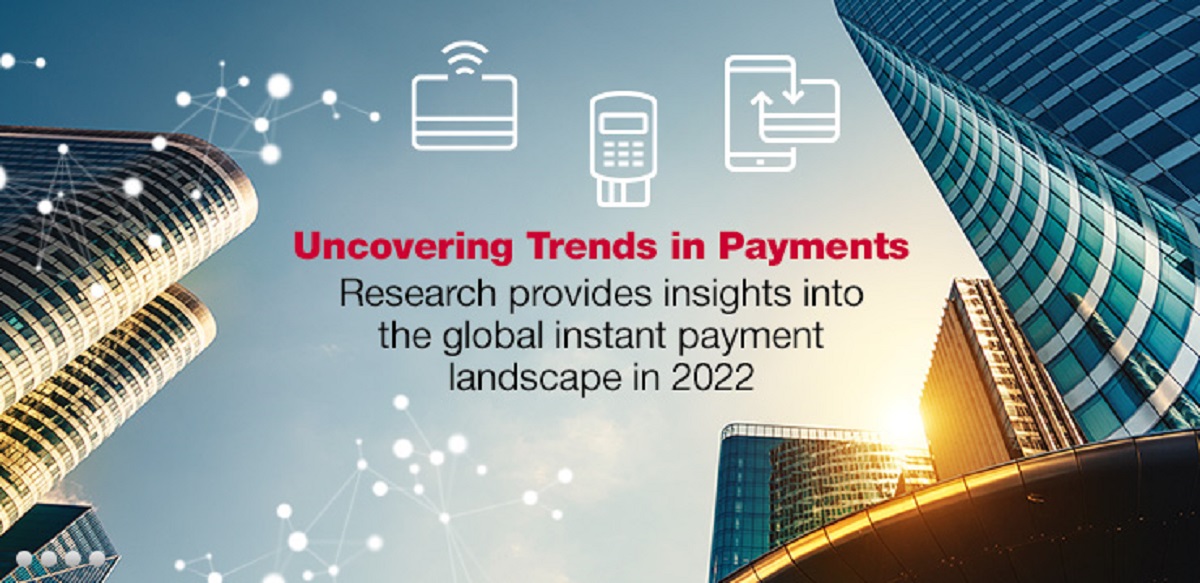 Uncovering Trends in Payments
Research provides insights into
the global instant payment
landscape in 2022